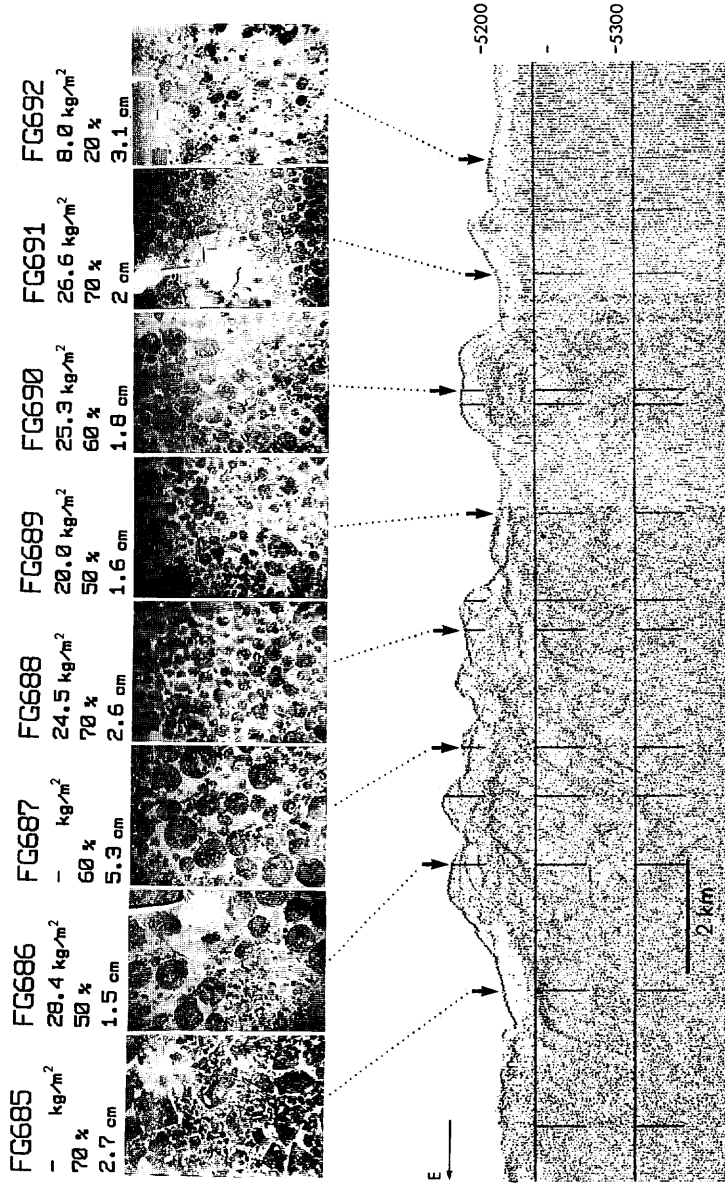 FG685
- kg/m²
70 %
2.7 cm
FG686
28.4 kg/m²
50 %
1.5 cm
FG687
- kg/m²
60 %
5.3 cm
FG688
24.5 kg/m²
70 %
2.6 cm
FG689
20.0 kg/m²
50 %
1.6 cm
FG690
25.3 kg/m²
60 %
1.8 cm
FG691
26.6 kg/m²
70 %
2 cm
FG692
8.0 kg/m²
20 %
3.1 cm
E
-5200
-
-5300
2 km